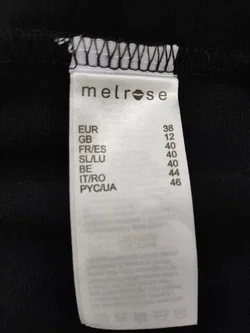 melrose
EUR 38
GB 12
FR/ES 40
SL/LU 40
BE 40
IT/RO 44
PYC/UA 46